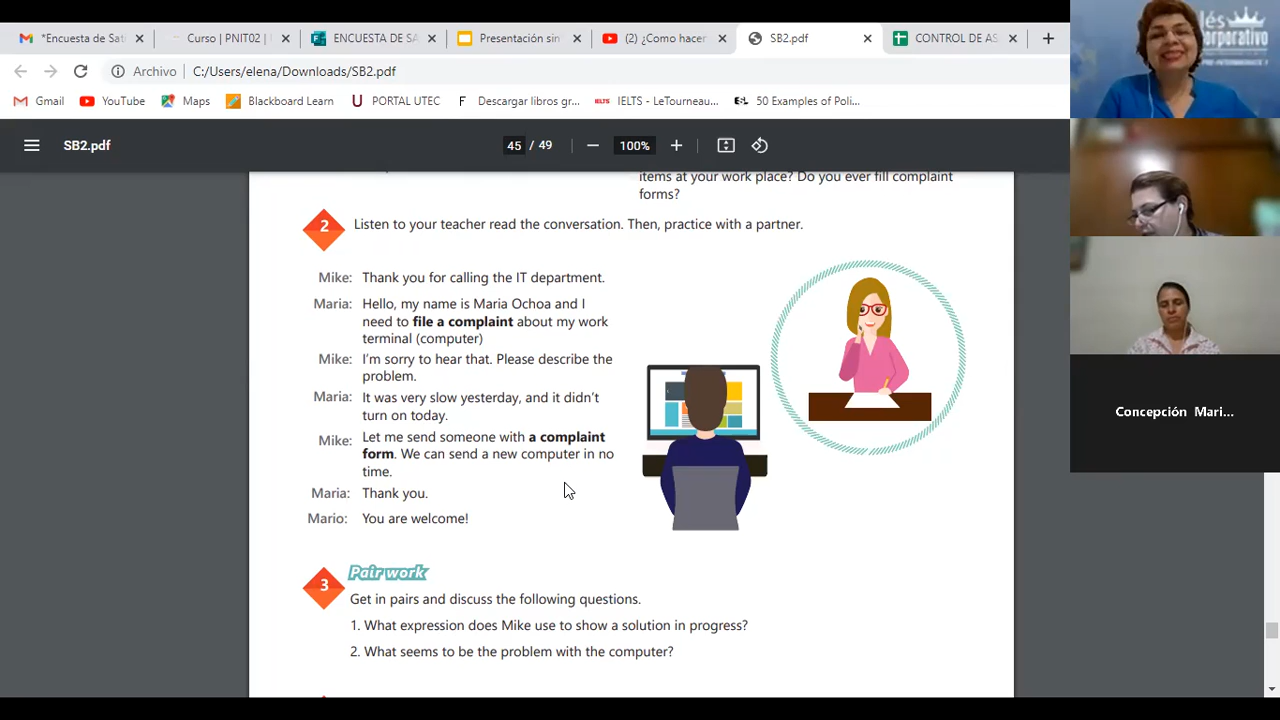 *Encuesta de Sat
Curso | PNIT02 |
ENCUESTA DE SA
Presentación sin
(2) ¿Como hacer
SB2.pdf
CONTROL DE AS
Archivo
C:/Users/elena/Downloads/SB2.pdf
Gmail
YouTube
Maps
Blackboard Learn
PORTAL UTEC
Descargar libros gr...
IELTS - LeTourneau...
50 Examples of Poli...
SB2.pdf
45 / 49
100%
items at your work place? Do you ever fill complaint
forms?
2
Listen to your teacher read the conversation. Then, practice with a partner.
Mike: Thank you for calling the IT department.
Maria: Hello, my name is Maria Ochoa and I
need to file a complaint about my work
terminal (computer)
Mike: I'm sorry to hear that. Please describe the
problem.
Maria: It was very slow yesterday, and it didn't
turn on today.
Mike: Let me send someone with a complaint
form. We can send a new computer in no
time.
Maria: Thank you.
Mario: You are welcome!
3
Pair work
Get in pairs and discuss the following questions.
1. What expression does Mike use to show a solution in progress?
2. What seems to be the problem with the computer?
lés
orporativo
PRE-INTERMEDIATE 1
Concepción Mari...